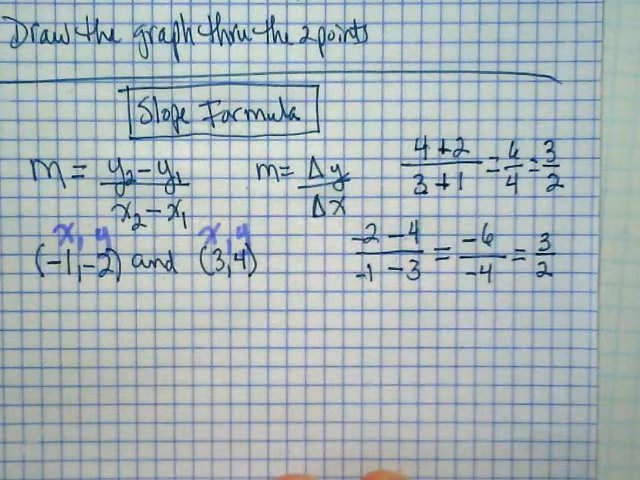 Draw the graph thru the 2 points
Slope Formula
m = y₂ - y₁ / x₂ - x₁ m = Δy / Δx 4 + 2 / 3 + 1 = 6/4 = 3/2
x, y x, y
(-1, -2) and (3, 4) -2 - 4 / -1 - 3 = -6 / -4 = 3/2